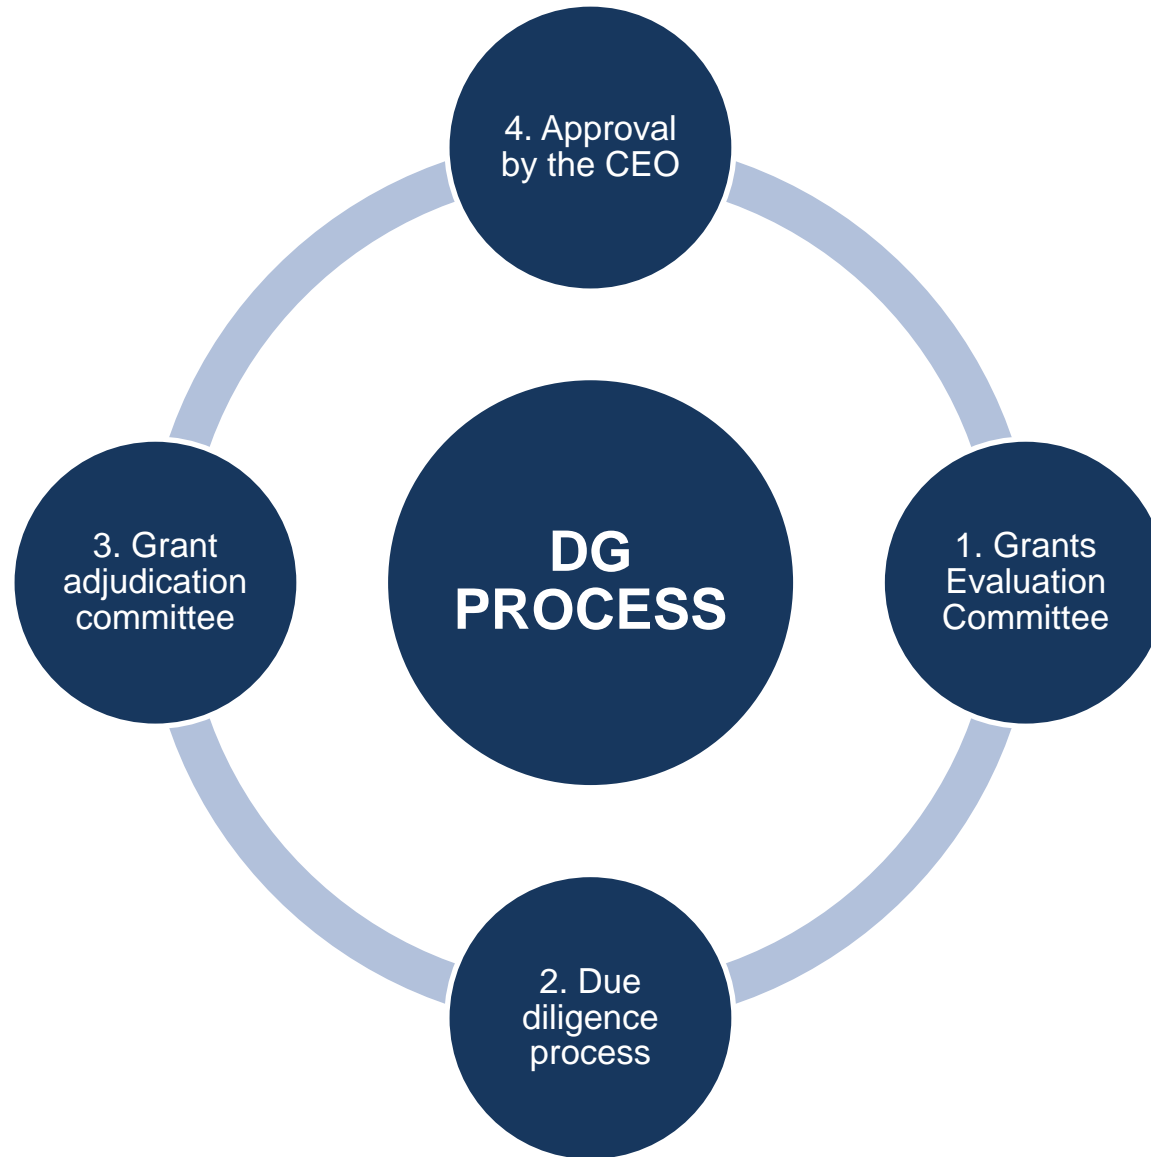 4. Approval
by the CEO
3. Grant
adjudication
committee
DG
PROCESS
1. Grants
Evaluation
Committee
2. Due
diligence
process